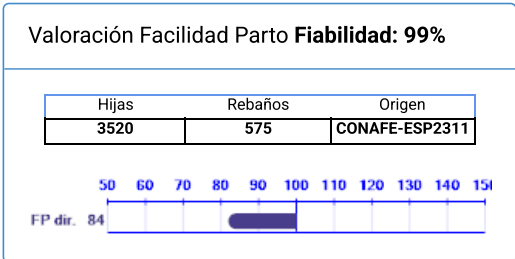 Valoración Facilidad Parto Fiabilidad: 99%
Hijas Rebaños Origen
3520 575 CONAFE-ESP2311
50 60 70 80 90 100 110 120 130 140
FP dir. 84